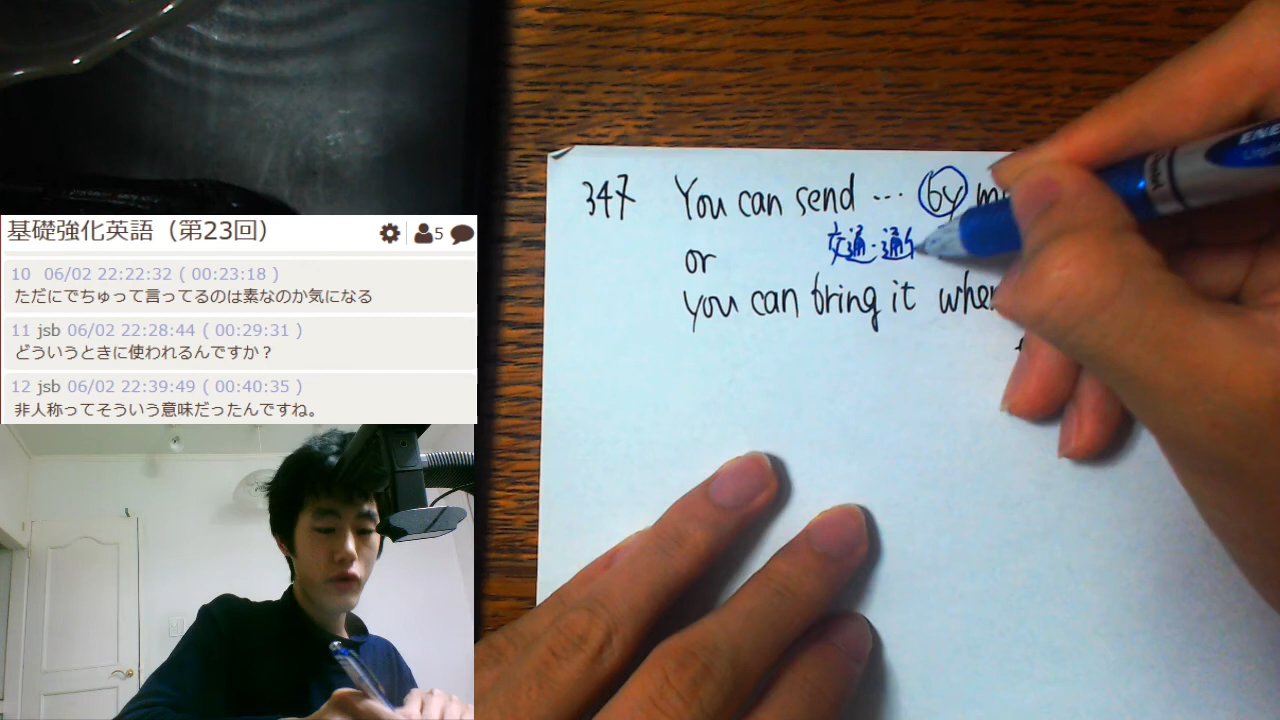 基礎強化英語（第23回）
5
10 06/02 22:22:32 ( 00:23:18 )
ただにでちゅって言ってるのは素なのか気になる
11 jsb 06/02 22:28:44 ( 00:29:31 )
どういうときに使われるんですか？
12 jsb 06/02 22:39:49 ( 00:40:35 )
非人称ってそういう意味だったんですね。
347 You can send … by
交通・通
or
you can bring it